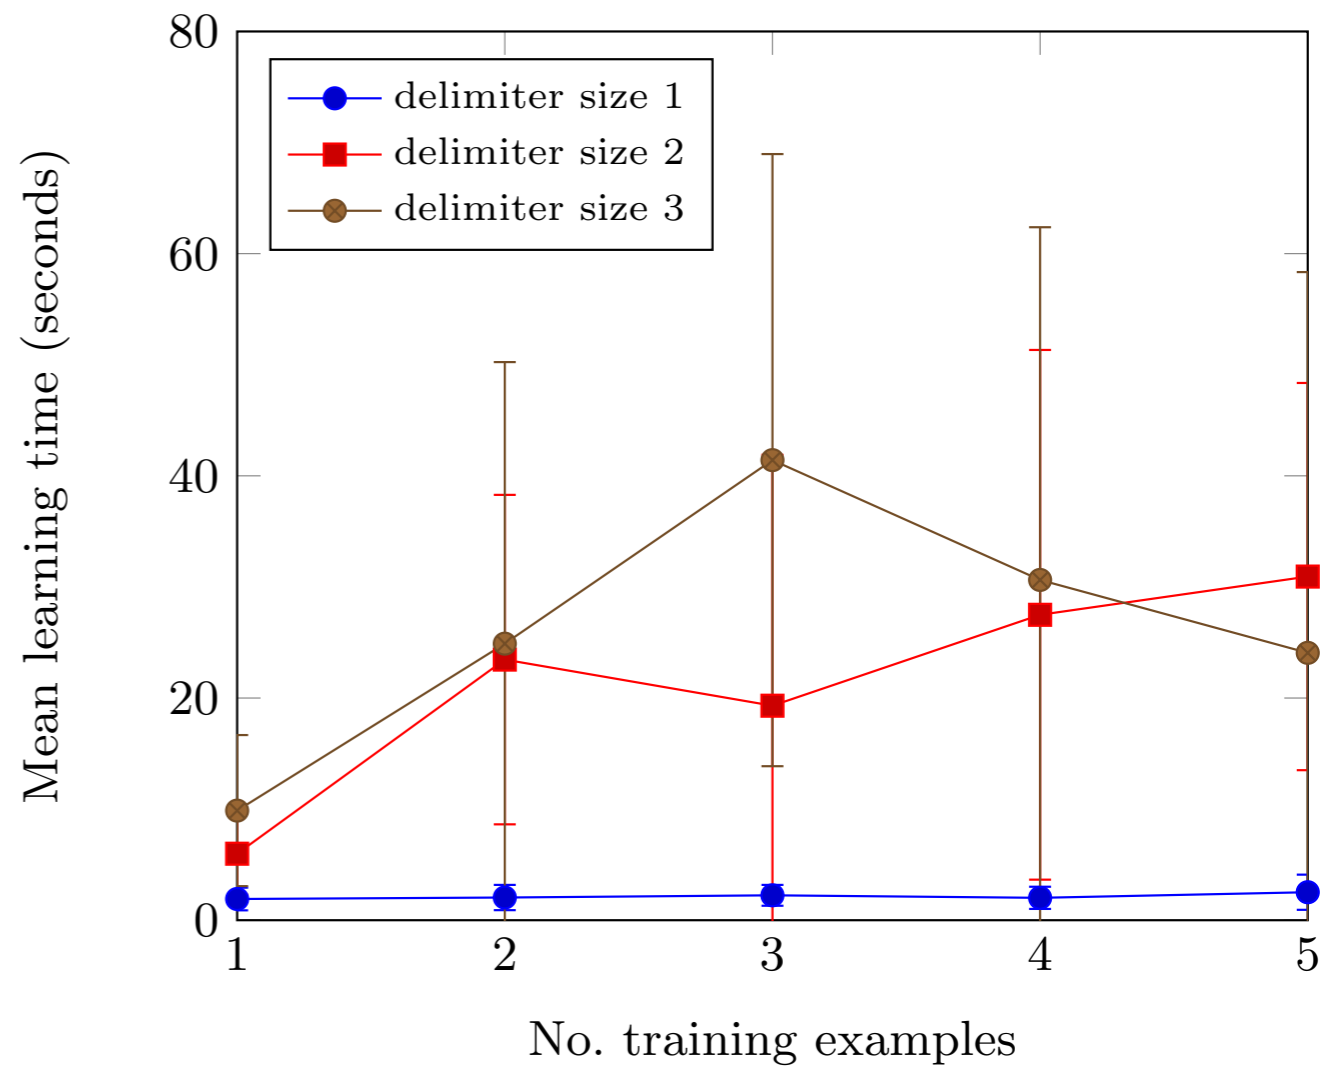 80
delimiter size 1
delimiter size 2
delimiter size 3
60
40
20
0
1 2 3 4 5
No. training examples
Mean learning time (seconds)